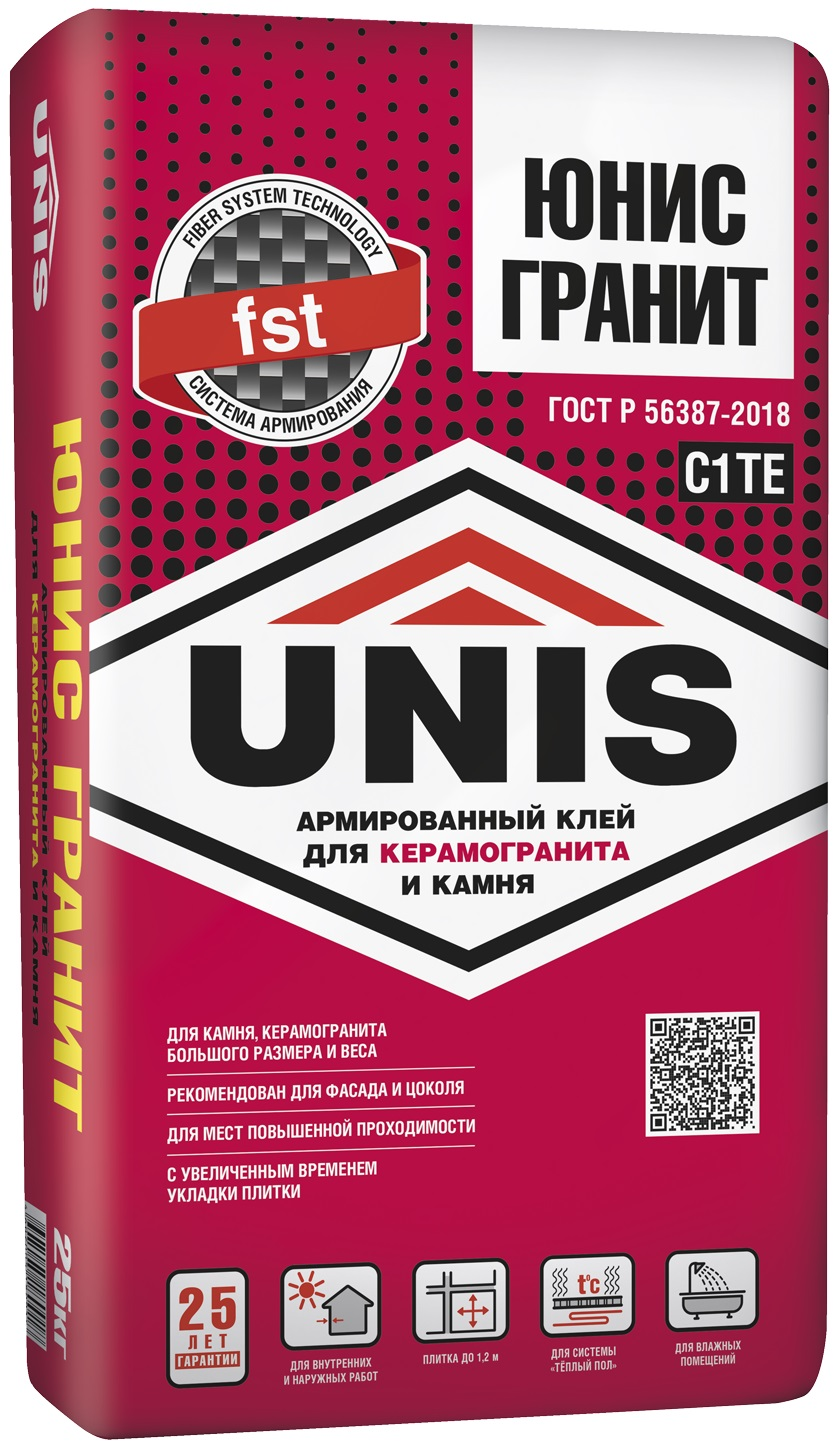 FIBER SYSTEM TECHNOLOGY
fst
СИСТЕМА АРМИРОВАНИЯ
ЮНИС
ГРАНИТ
ГОСТ Р 56387-2018
C1TE
UNIS
АРМИРОВАННЫЙ КЛЕЙ
ДЛЯ КЕРАМОГРАНИТА
И КАМНЯ
ДЛЯ КАМНЯ, КЕРАМОГРАНИТА
БОЛЬШОГО РАЗМЕРА И ВЕСА
РЕКОМЕНДОВАН ДЛЯ ФАСАДА И ЦОКОЛЯ
ДЛЯ МЕСТ ПОВЫШЕННОЙ ПРОХОДИМОСТИ
С УВЕЛИЧЕННЫМ ВРЕМЕНЕМ
УКЛАДКИ ПЛИТКИ
25
ЛЕТ
ГАРАНТИИ
ДЛЯ ВНУТРЕННИХ
И НАРУЖНЫХ РАБОТ
ПЛИТКА ДО 1,2 м
t°c
ДЛЯ СИСТЕМЫ
«ТЁПЛЫЙ ПОЛ»
ДЛЯ ВЛАЖНЫХ
ПОМЕЩЕНИЙ
UNIS
ЮНИС ГРАНИТ
АРМИРОВАННЫЙ КЛЕЙ
ДЛЯ КЕРАМОГРАНИТА И КАМНЯ
25КГ